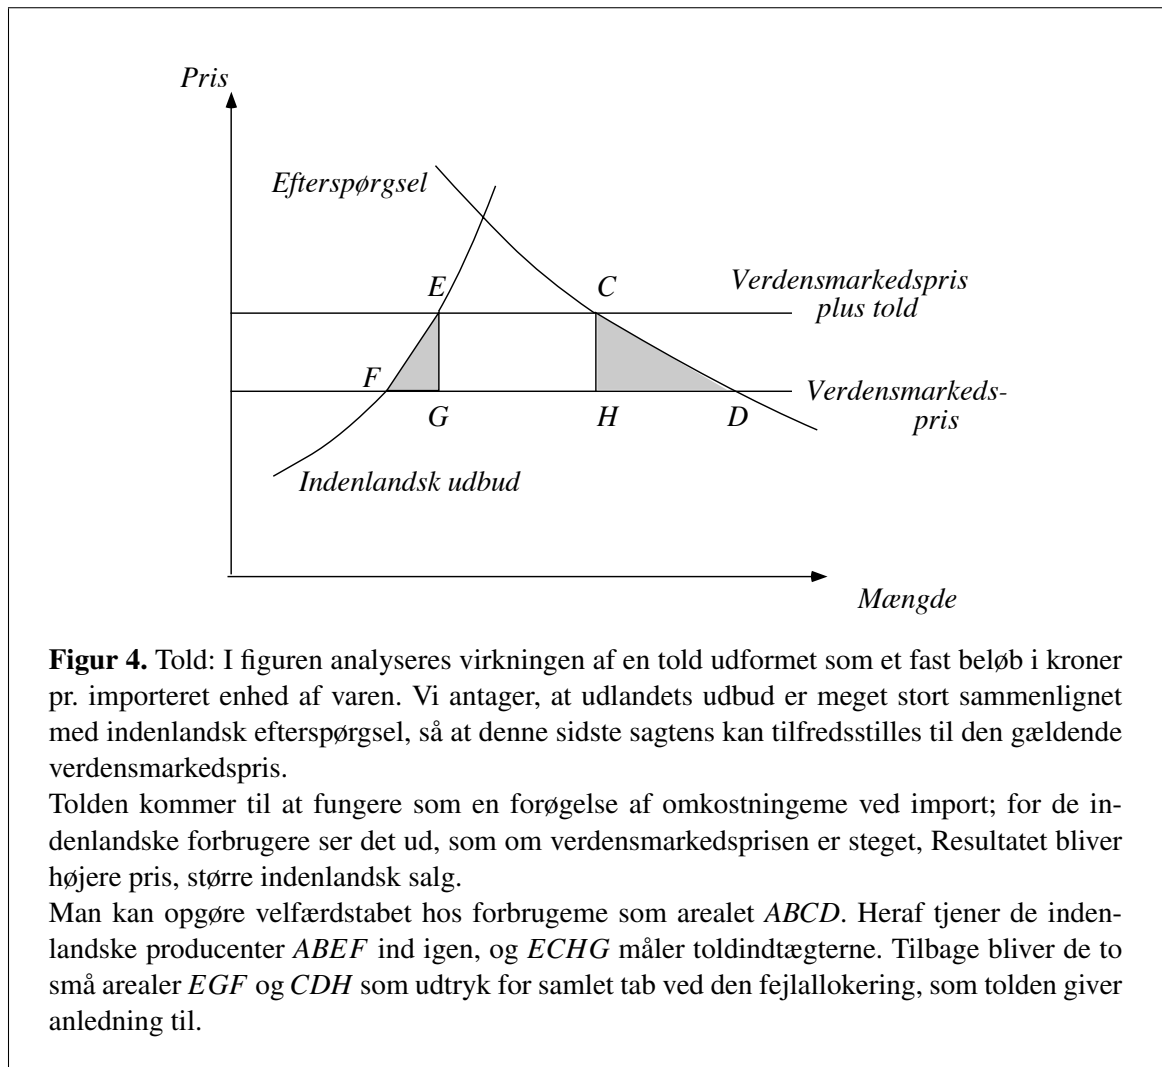 Pris
Efterspørgsel
E
C
Verdensmarkedspris
plus told
F
Verdensmarkeds-
pris
G
H
D
Indenlandsk udbud
Mængde
Figur 4. Told: I figuren analyseres virkningen af en told udformet som et fast beløb i kroner
pr. importeret enhed af varen. Vi antager, at udlandets udbud er meget stort sammenlignet
med indenlandsk efterspørgsel, så at denne sidste sagtens kan tilfredsstilles til den gældende
verdensmarkedspris.
Tolden kommer til at fungere som en forøgelse af omkostningeme ved import; for de in-
denlandske forbrugere ser det ud, som om verdensmarkedsprisen er steget, Resultatet bliver
højere pris, større indenlandsk salg.
Man kan opgøre velfærdstabet hos forbrugeme som arealet ABCD. Heraf tjener de inden-
landske producenter ABEF ind igen, og ECHG måler toldindtægterne. Tilbage bliver de to
små arealer EGF og CDH som udtryk for samlet tab ved den fejlallokering, som tolden giver
anledning til.